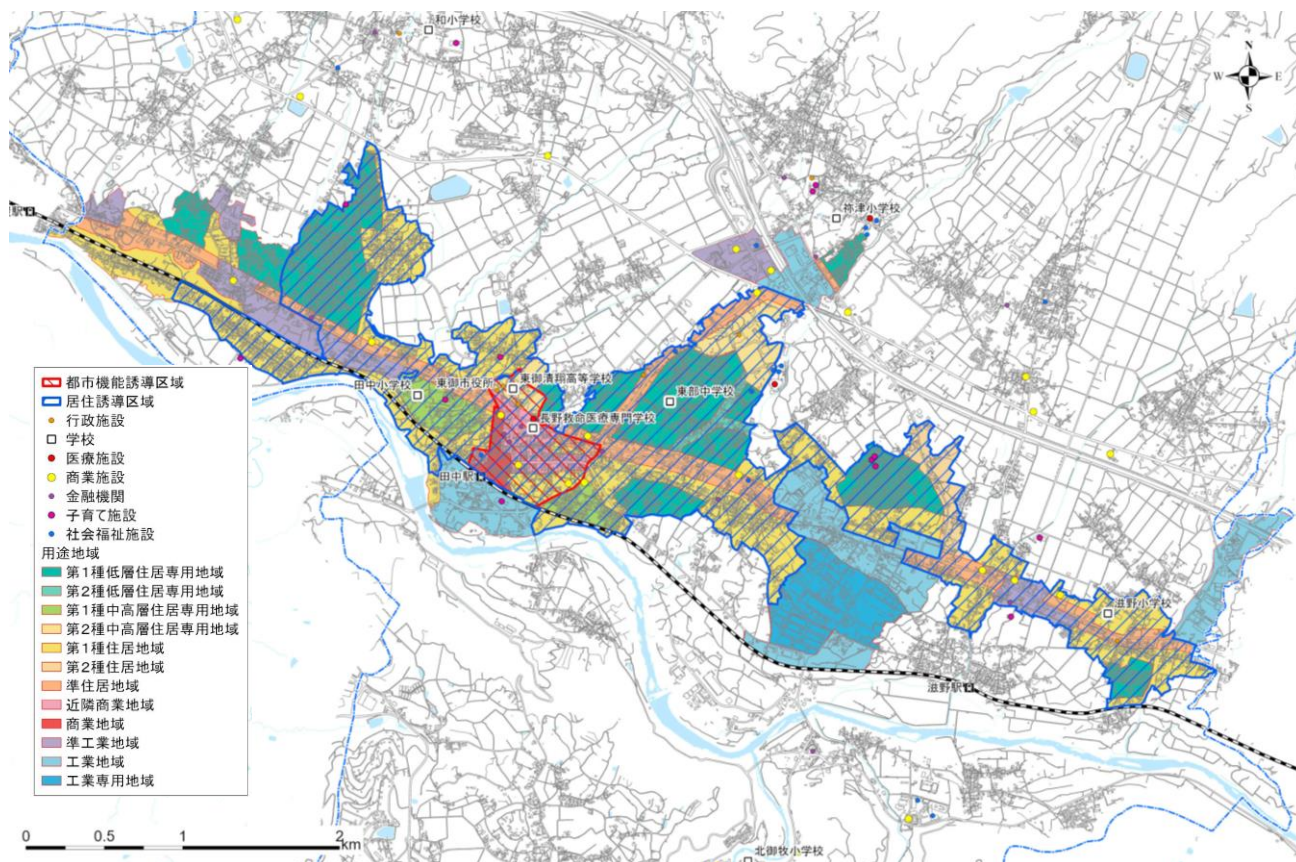 和小学校
N
W
E
S
祢津小学校
駅
田中小学校
東御市役所
東御清翔高等学校
東部中学校
長野救命医療専門学校
田中駅
滋野小学校
滋野駅
北御牧小学校
都市機能誘導区域
居住誘導区域
行政施設
学校
医療施設
商業施設
金融機関
子育て施設
社会福祉施設
用途地域
第1種低層住居専用地域
第2種低層住居専用地域
第1種中高層住居専用地域
第2種中高層住居専用地域
第1種住居地域
第2種住居地域
準住居地域
近隣商業地域
商業地域
準工業地域
工業地域
工業専用地域
0 0.5 1 2
km